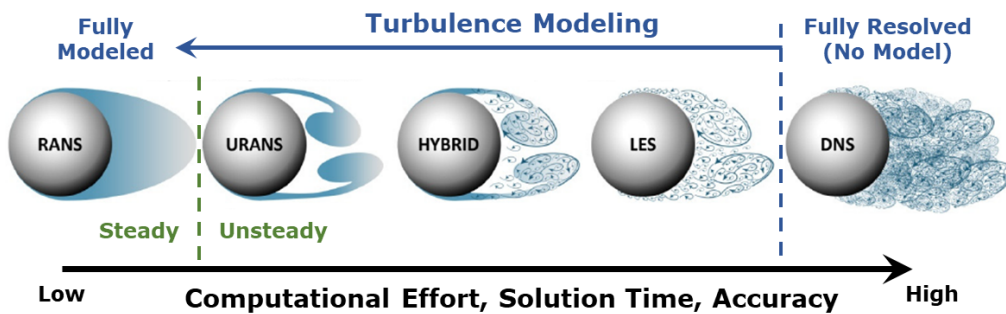 Fully
Modeled
Turbulence Modeling
Fully Resolved
(No Model)
RANS
URANS
HYBRID
LES
DNS
Steady
Unsteady
Low
Computational Effort, Solution Time, Accuracy
High